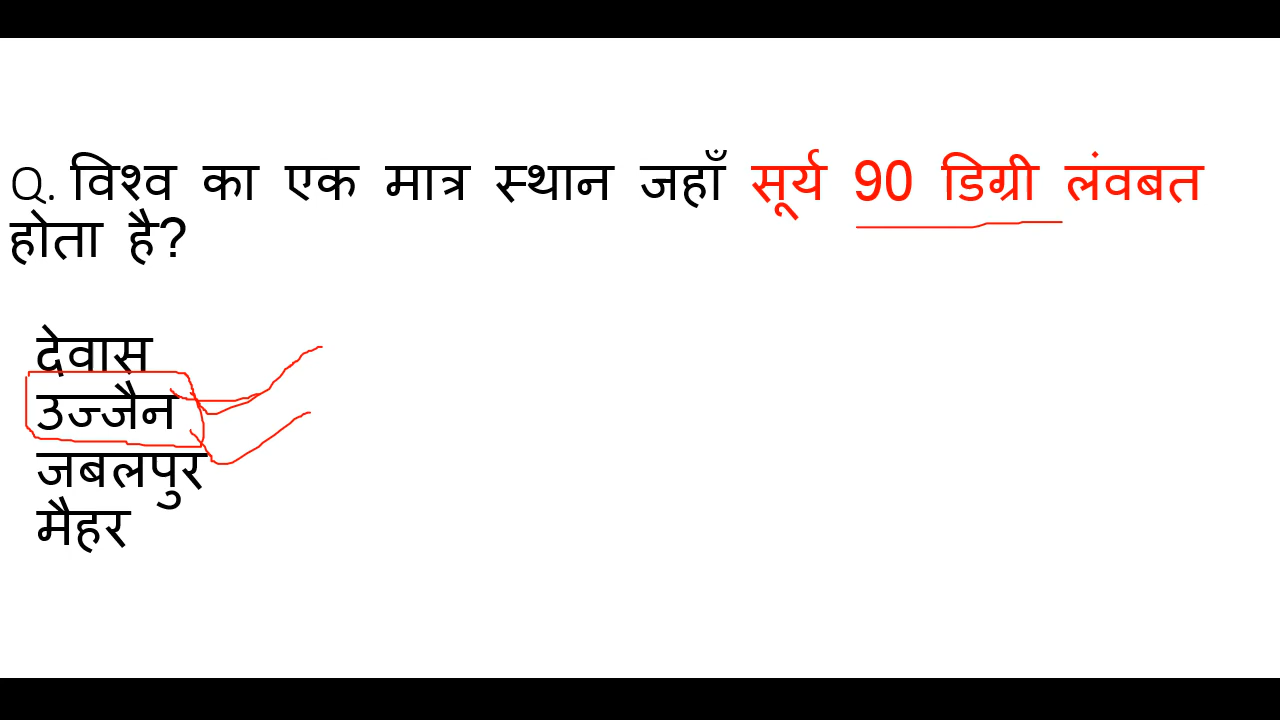 Q. विश्व का एक मात्र स्थान जहाँ सूर्य 90 डिग्री लंवबत
होता है?
देवास
उज्जैन
जबलपुर
मैहर